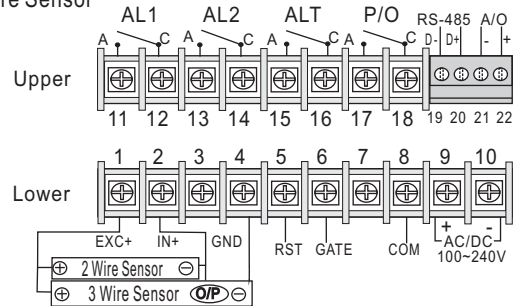 Wire Sensor
AL1 AL2 ALT P/O RS-485 A/O
A C A C A C A C D- D+ - +
Upper
11 12 13 14 15 16 17 18 19 20 21 22
1 2 3 4 5 6 7 8 9 10
Lower
EXC+ IN+ GND RST GATE COM + AC/DC -
100~240V
2 Wire Sensor
3 Wire Sensor O/P